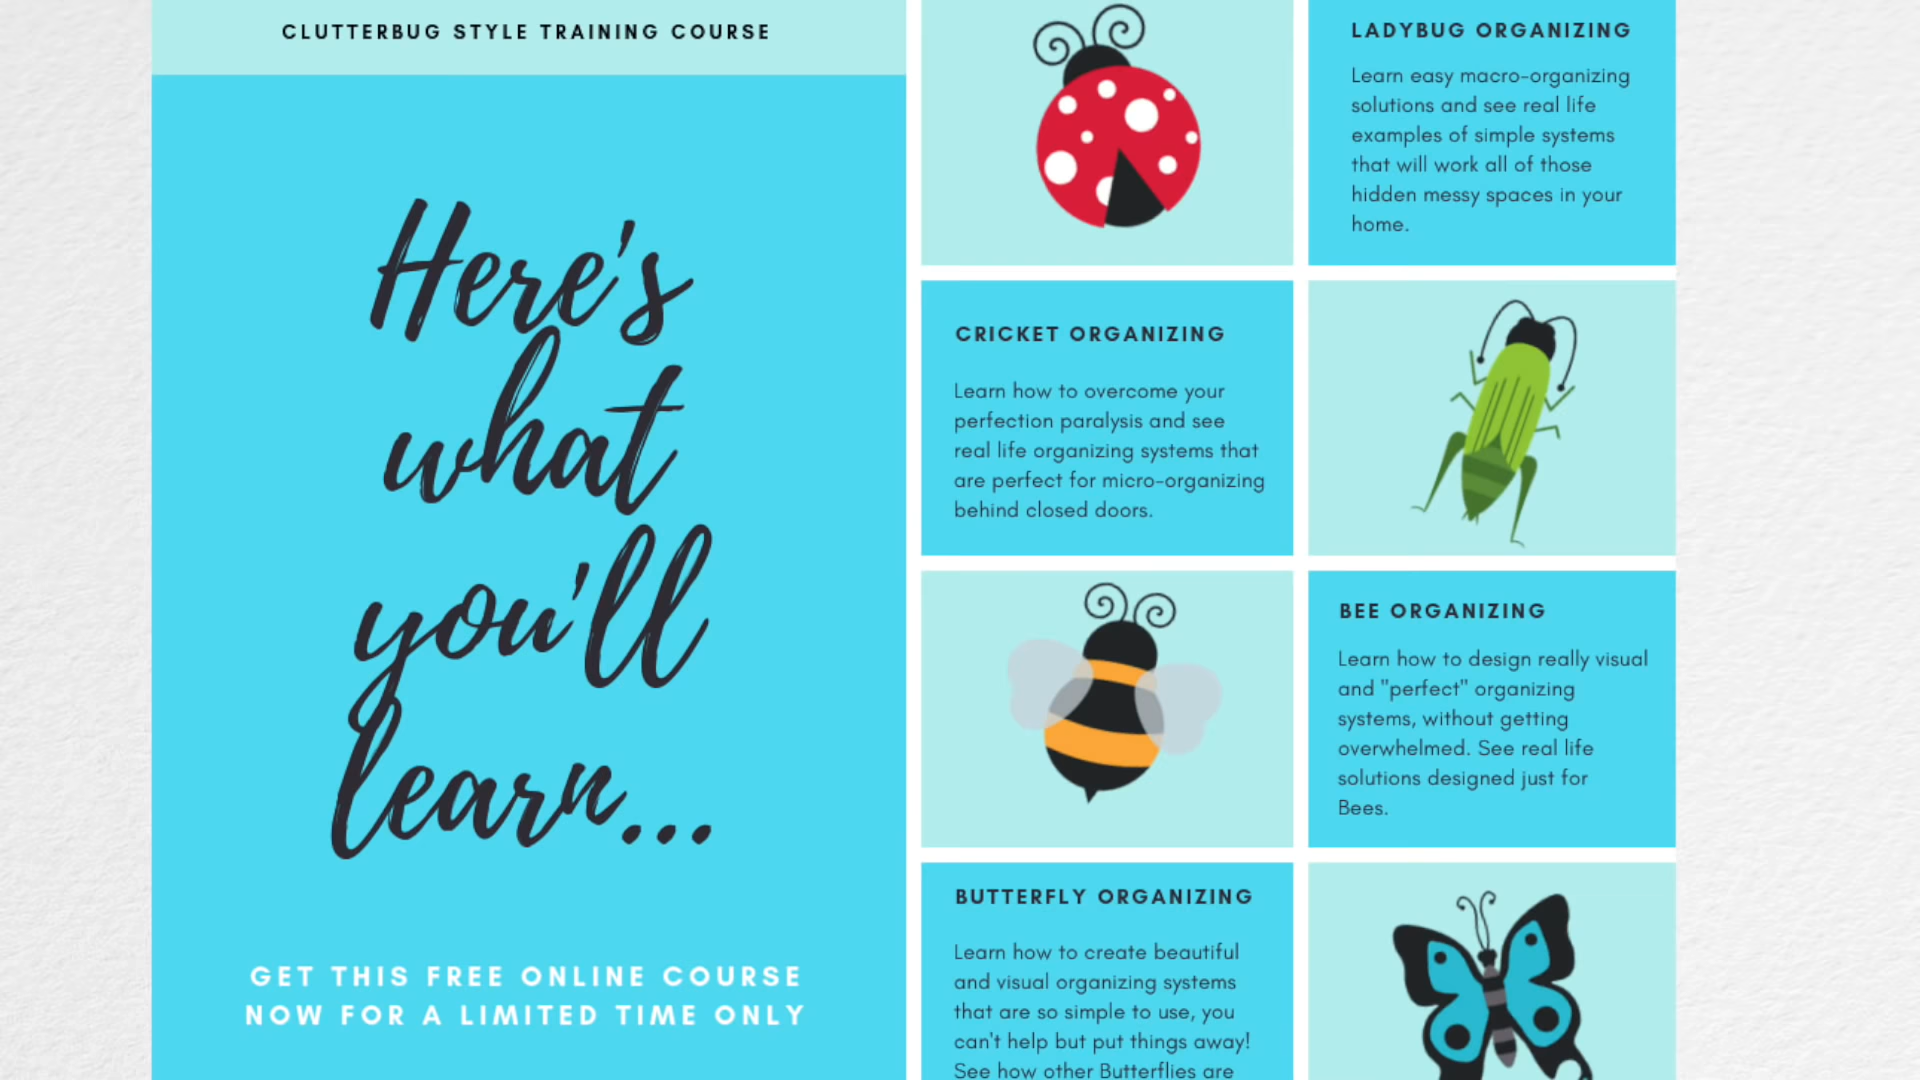 CLUTTERBUG STYLE TRAINING COURSE
Here's
what
you'll
learn...
GET THIS FREE ONLINE COURSE
NOW FOR A LIMITED TIME ONLY
LADYBUG ORGANIZING
Learn easy macro-organizing
solutions and see real life
examples of simple systems
that will work all of those
hidden messy spaces in your
home.
CRICKET ORGANIZING
Learn how to overcome your
perfection paralysis and see
real life organizing systems that
are perfect for micro-organizing
behind closed doors.
BEE ORGANIZING
Learn how to design really visual
and "perfect" organizing
systems, without getting
overwhelmed. See real life
solutions designed just for
Bees.
BUTTERFLY ORGANIZING
Learn how to create beautiful
and visual organizing systems
that are so simple to use, you
can't help but put things away!
See how other Butterflies are